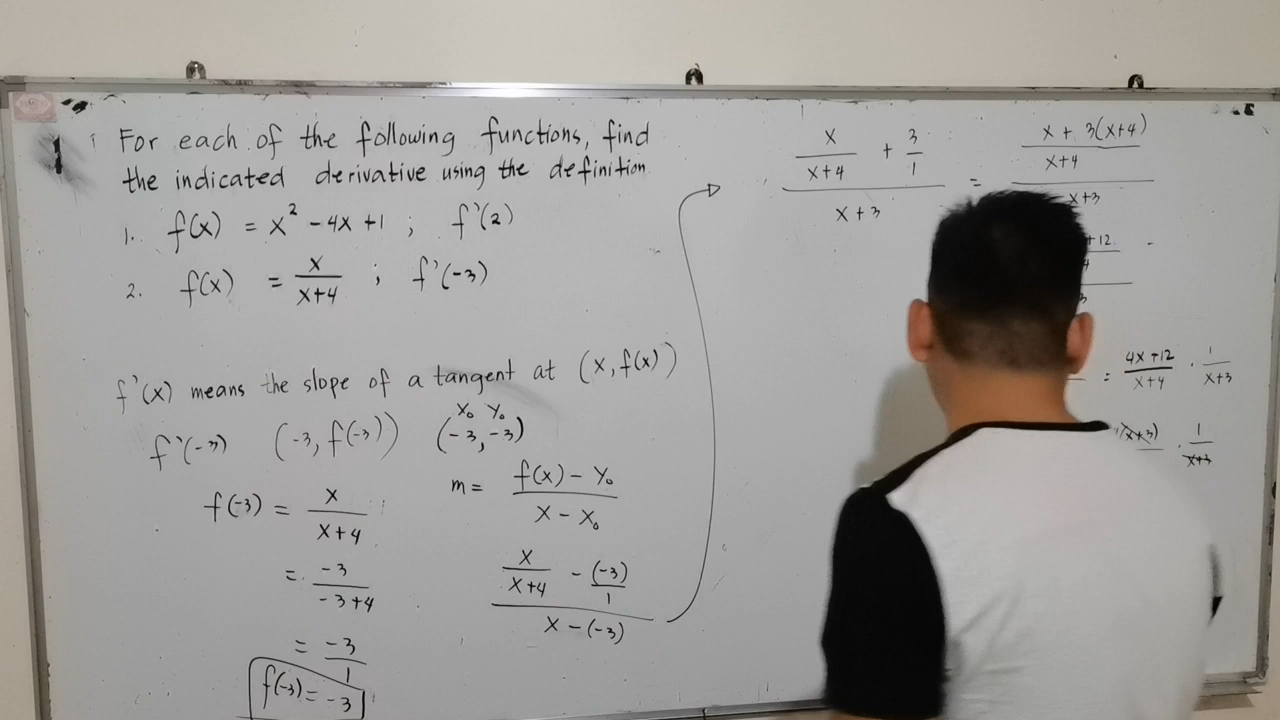 1
For each of the following functions, find
the indicated derivative using the definition
1. f(x) = x² - 4x + 1 ; f'(2)
2. f(x) = x/(x+4) ; f'(-3)
f'(x) means the slope of a tangent at (x, f(x))
x₀ y₀
f'(-3) (-3, f(-3)) (-3, -3)
f(-3) = x/(x+4)
= -3/(-3+4)
= -3/1
f(-3) = -3
m = (f(x) - y₀)/(x - x₀)
(x/(x+4) - (-3)/1)/(x - (-3))
(x/(x+4) + 3/1)/(x+3) = ((x + 3(x+4))/(x+4))/(x+3)
+12
= (4x+12)/(x+4) · 1/(x+3)
(x+3) · 1/(x+3)